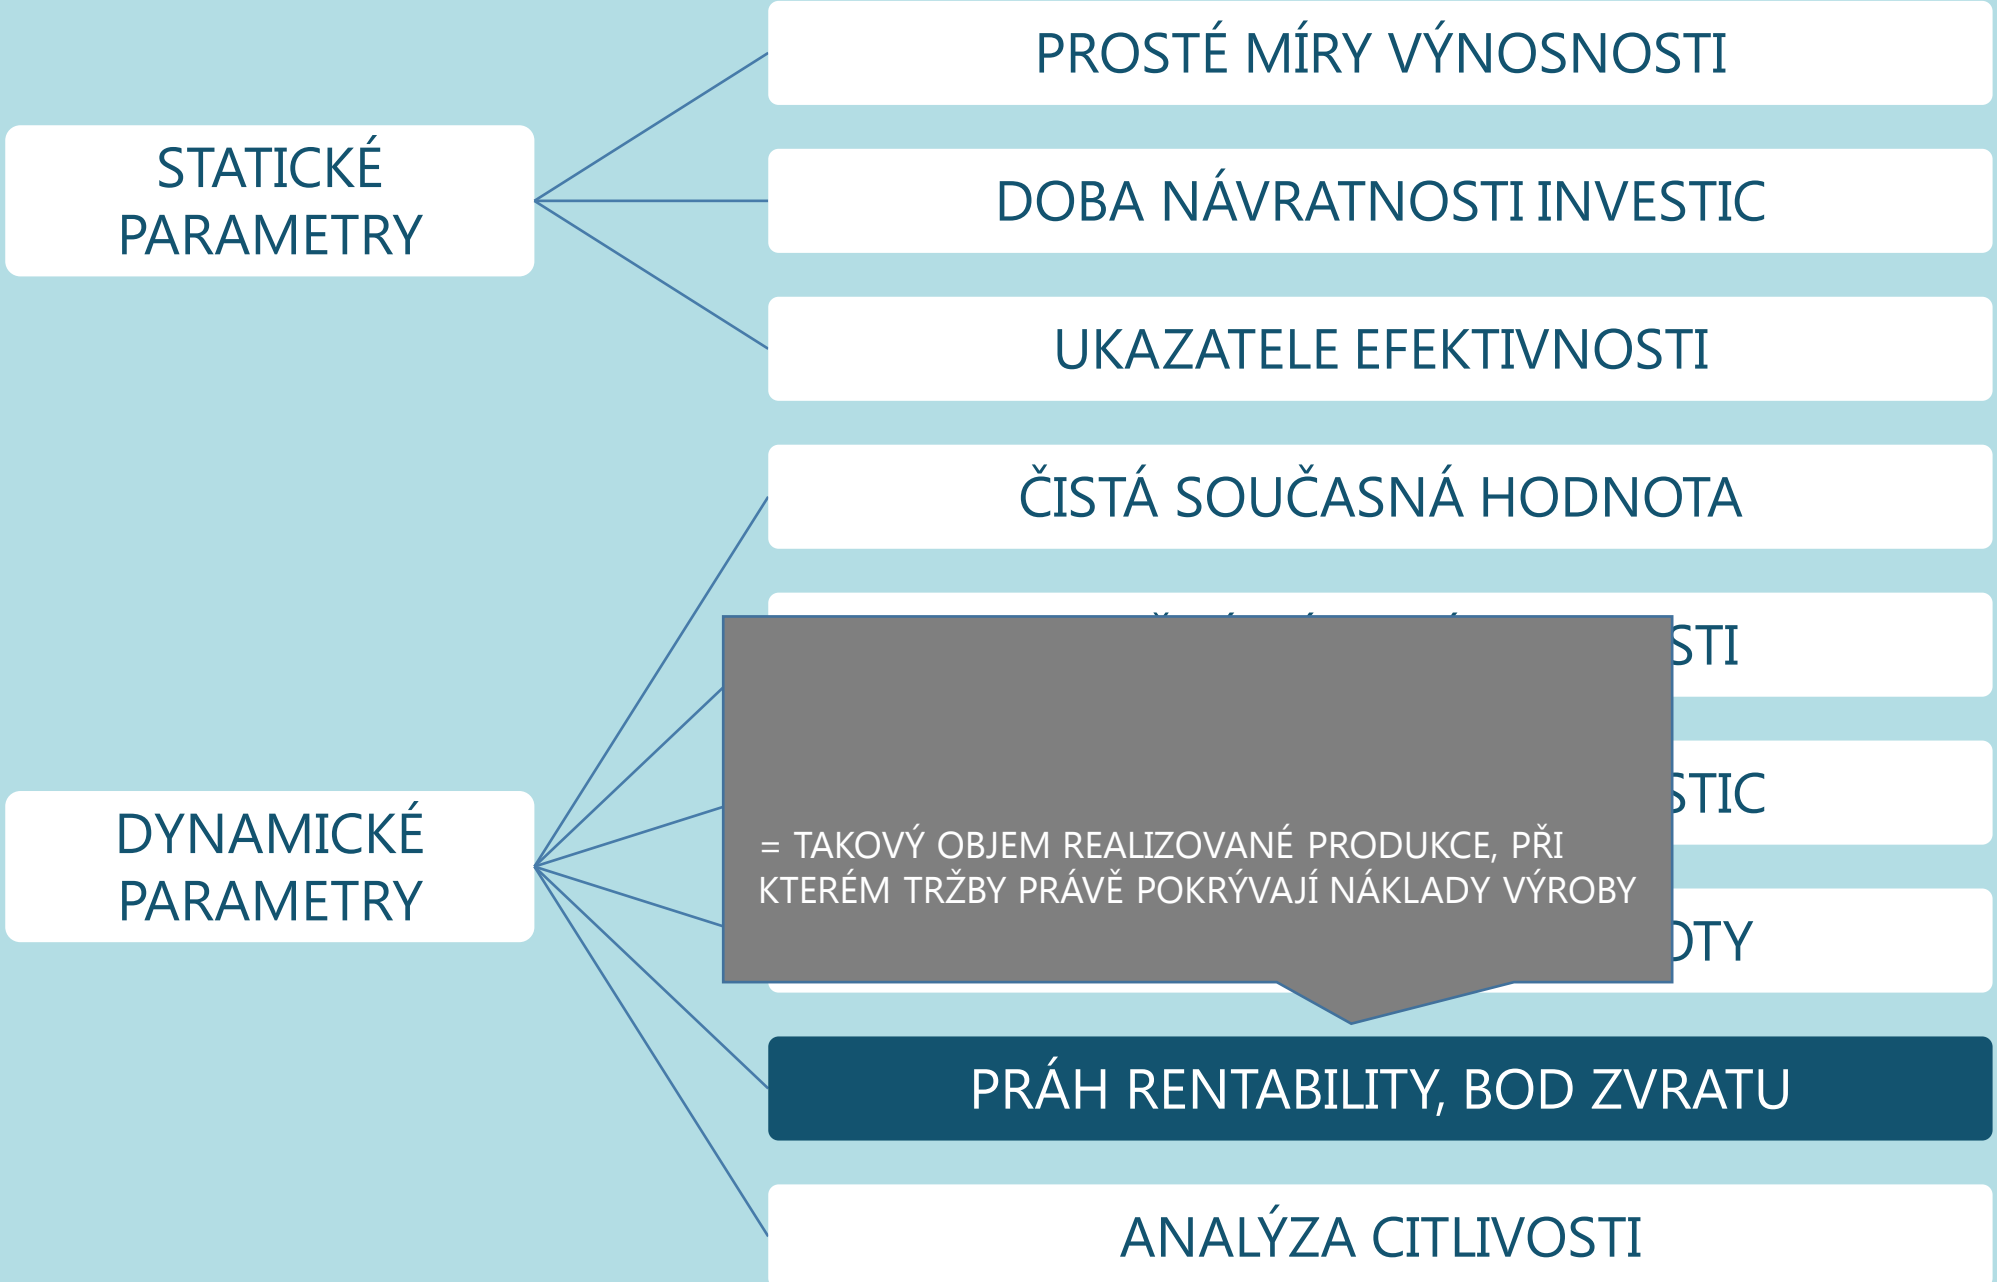 PROSTÉ MÍRY VÝNOSNOSTI
STATICKÉ
PARAMETRY
DOBA NÁVRATNOSTI INVESTIC
UKAZATELE EFEKTIVNOSTI
ČISTÁ SOUČASNÁ HODNOTA
DYNAMICKÉ
PARAMETRY
= TAKOVÝ OBJEM REALIZOVANÉ PRODUKCE, PŘI
KTERÉM TRŽBY PRÁVĚ POKRÝVAJÍ NÁKLADY VÝROBY
PRÁH RENTABILITY, BOD ZVRATU
ANALÝZA CITLIVOSTI